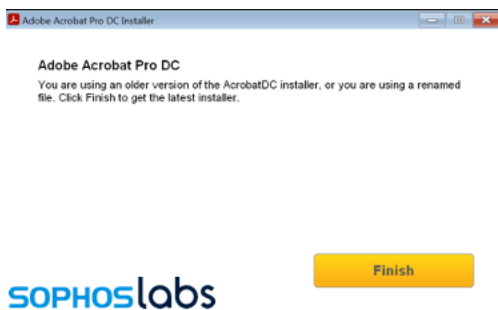 Adobe Acrobat Pro DC Installer
Adobe Acrobat Pro DC
You are using an older version of the AcrobatDC installer, or you are using a renamed
file. Click Finish to get the latest installer.
Finish
SOPHOSlabs